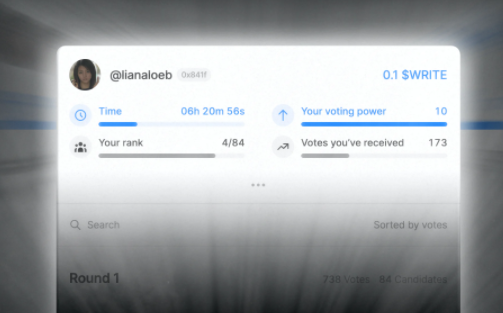 @lianaloeb 0x841f 0.1 $WRITE
Time 06h 20m 56s Your voting power 10
Your rank 4/84 Votes you've received 173
Search Sorted by votes
Round 1 738 Votes · 84 Candidates